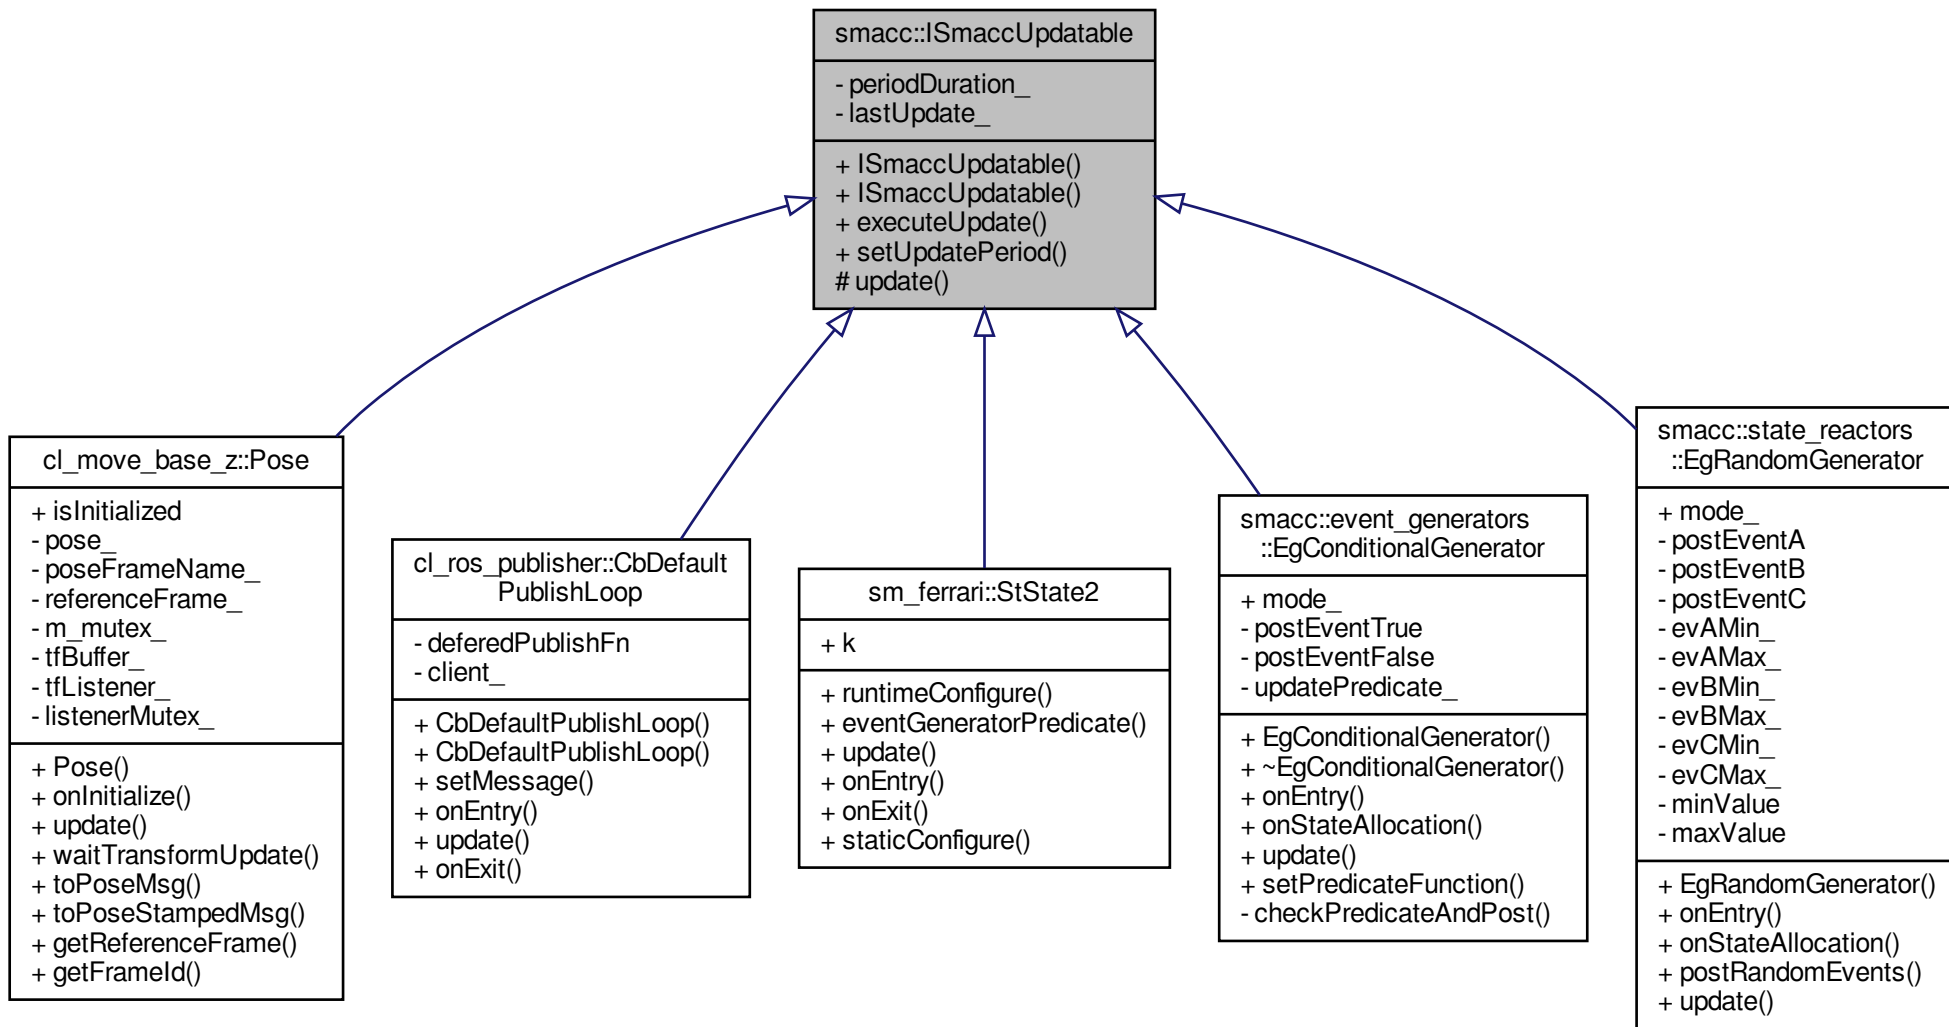 smacc::ISmaccUpdatable
- periodDuration_
- lastUpdate_
+ ISmaccUpdatable()
+ ISmaccUpdatable()
+ executeUpdate()
+ setUpdatePeriod()
# update()
cl_move_base_z::Pose
+ isInitialized
- pose_
- poseFrameName_
- referenceFrame_
- m_mutex_
- tfBuffer_
- tfListener_
- listenerMutex_
+ Pose()
+ onInitialize()
+ update()
+ waitTransformUpdate()
+ toPoseMsg()
+ toPoseStampedMsg()
+ getReferenceFrame()
+ getFrameId()
cl_ros_publisher::CbDefault
PublishLoop
- deferedPublishFn
- client_
+ CbDefaultPublishLoop()
+ CbDefaultPublishLoop()
+ setMessage()
+ onEntry()
+ update()
+ onExit()
sm_ferrari::StState2
+ k
+ runtimeConfigure()
+ eventGeneratorPredicate()
+ update()
+ onEntry()
+ onExit()
+ staticConfigure()
smacc::event_generators
::EgConditionalGenerator
+ mode_
- postEventTrue
- postEventFalse
- updatePredicate_
+ EgConditionalGenerator()
+ ~EgConditionalGenerator()
+ onEntry()
+ onStateAllocation()
+ update()
+ setPredicateFunction()
- checkPredicateAndPost()
smacc::state_reactors
::EgRandomGenerator
+ mode_
- postEventA
- postEventB
- postEventC
- evAMin_
- evAMax_
- evBMin_
- evBMax_
- evCMin_
- evCMax_
- minValue
- maxValue
+ EgRandomGenerator()
+ onEntry()
+ onStateAllocation()
+ postRandomEvents()
+ update()